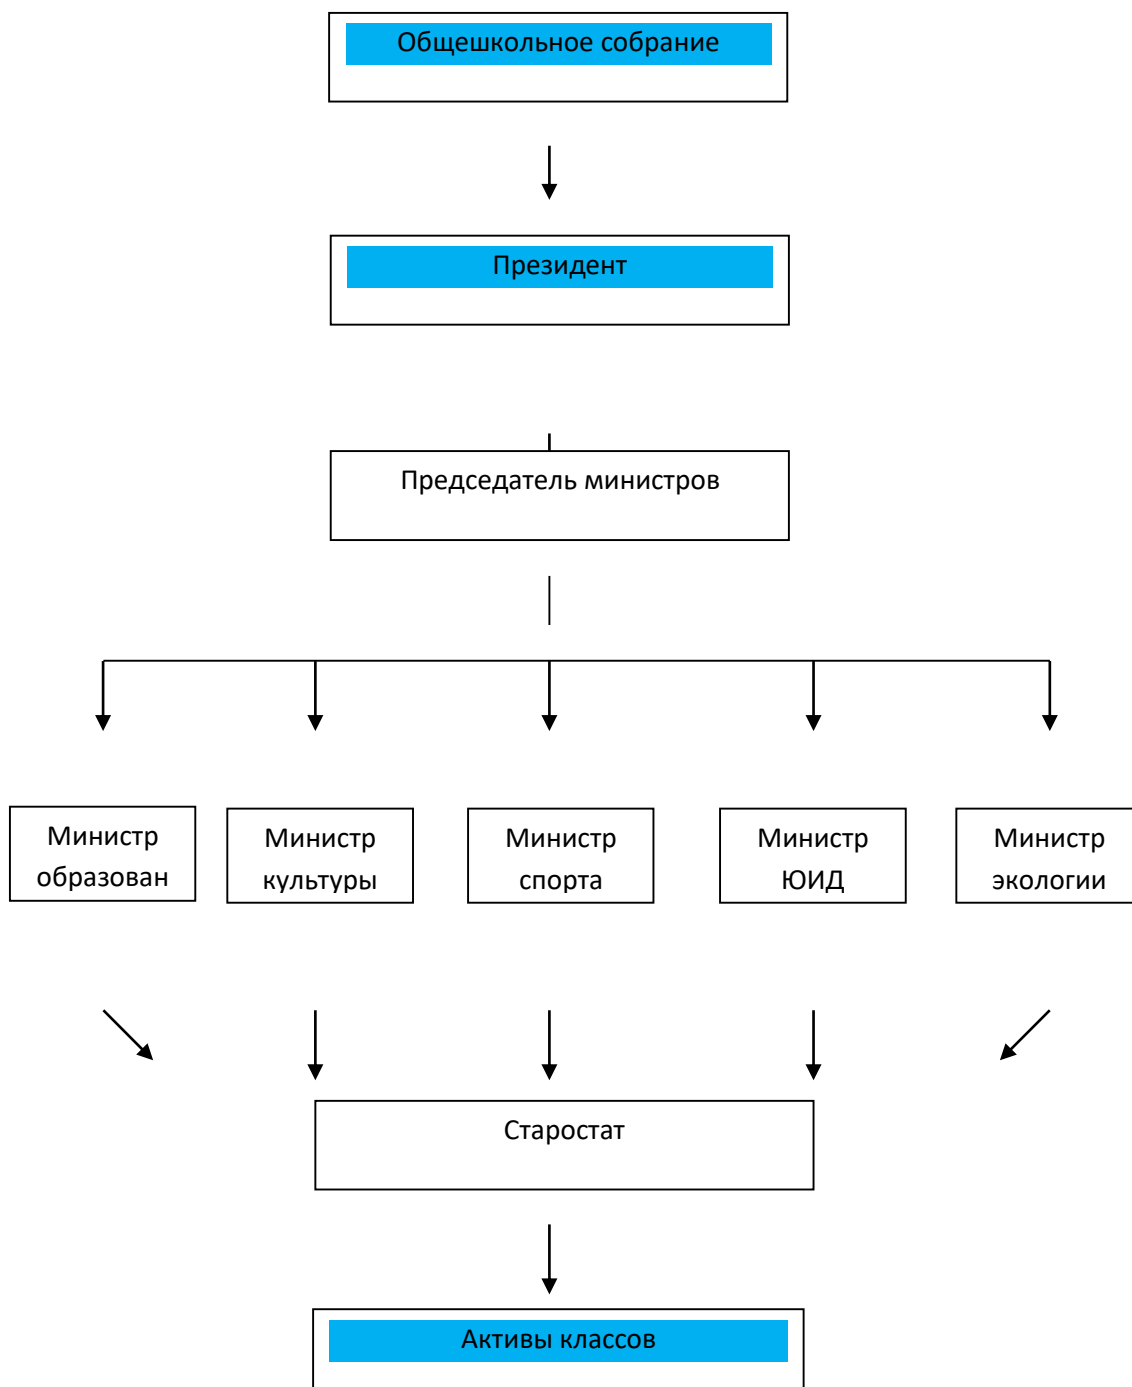 Общешкольное собрание
Президент
Председатель министров
Министр
образован
Министр
культуры
Министр
спорта
Министр
ЮИД
Министр
экологии
Старостат
Активы классов